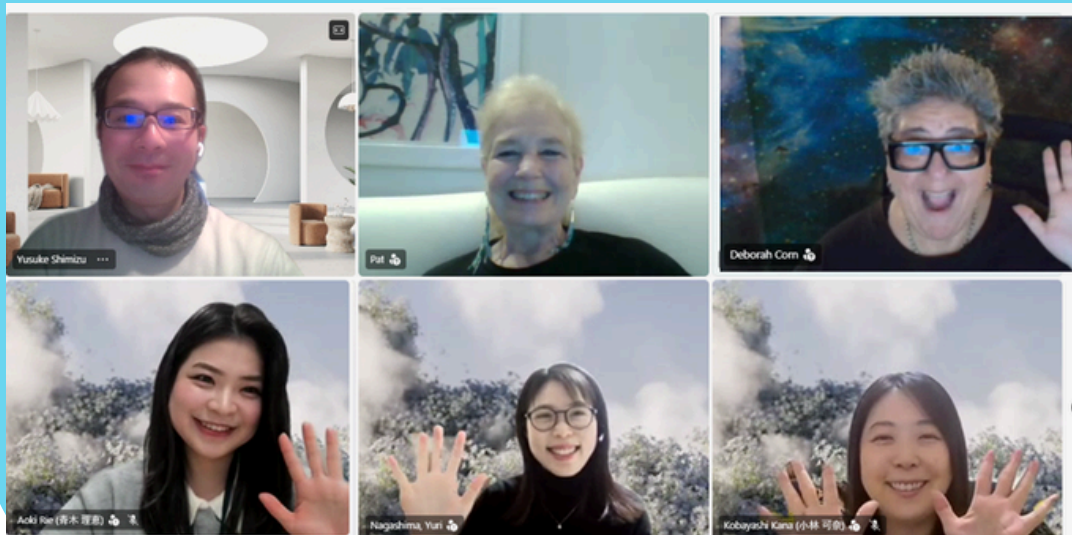 Yusuke Shimizu ...
Pat
Deborah Corn
Aoki Rie (青木 理恵)
Nagashima, Yuri
Kobayashi Kana (小林 可奈)